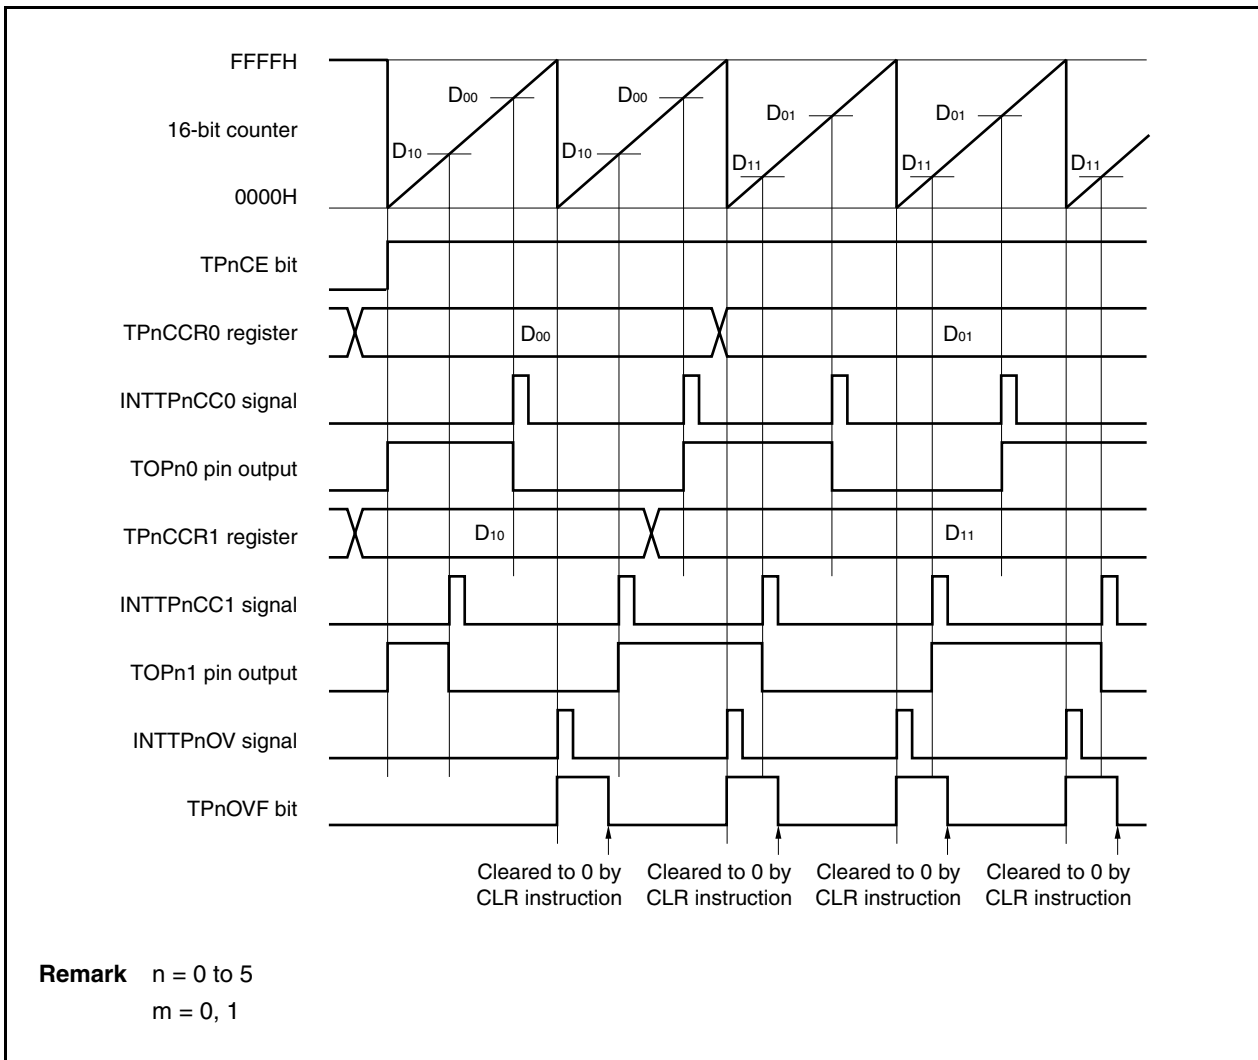 FFFFH
D00
D00
D01
D01
16-bit counter
D10
D10
D11
D11
D11
0000H
TPnCE bit
TPnCCR0 register
D00
D01
INTTPnCC0 signal
TOPn0 pin output
TPnCCR1 register
D10
D11
INTTPnCC1 signal
TOPn1 pin output
INTTPnOV signal
TPnOVF bit
Cleared to 0 by
CLR instruction
Cleared to 0 by
CLR instruction
Cleared to 0 by
CLR instruction
Cleared to 0 by
CLR instruction
Remark n = 0 to 5
m = 0, 1